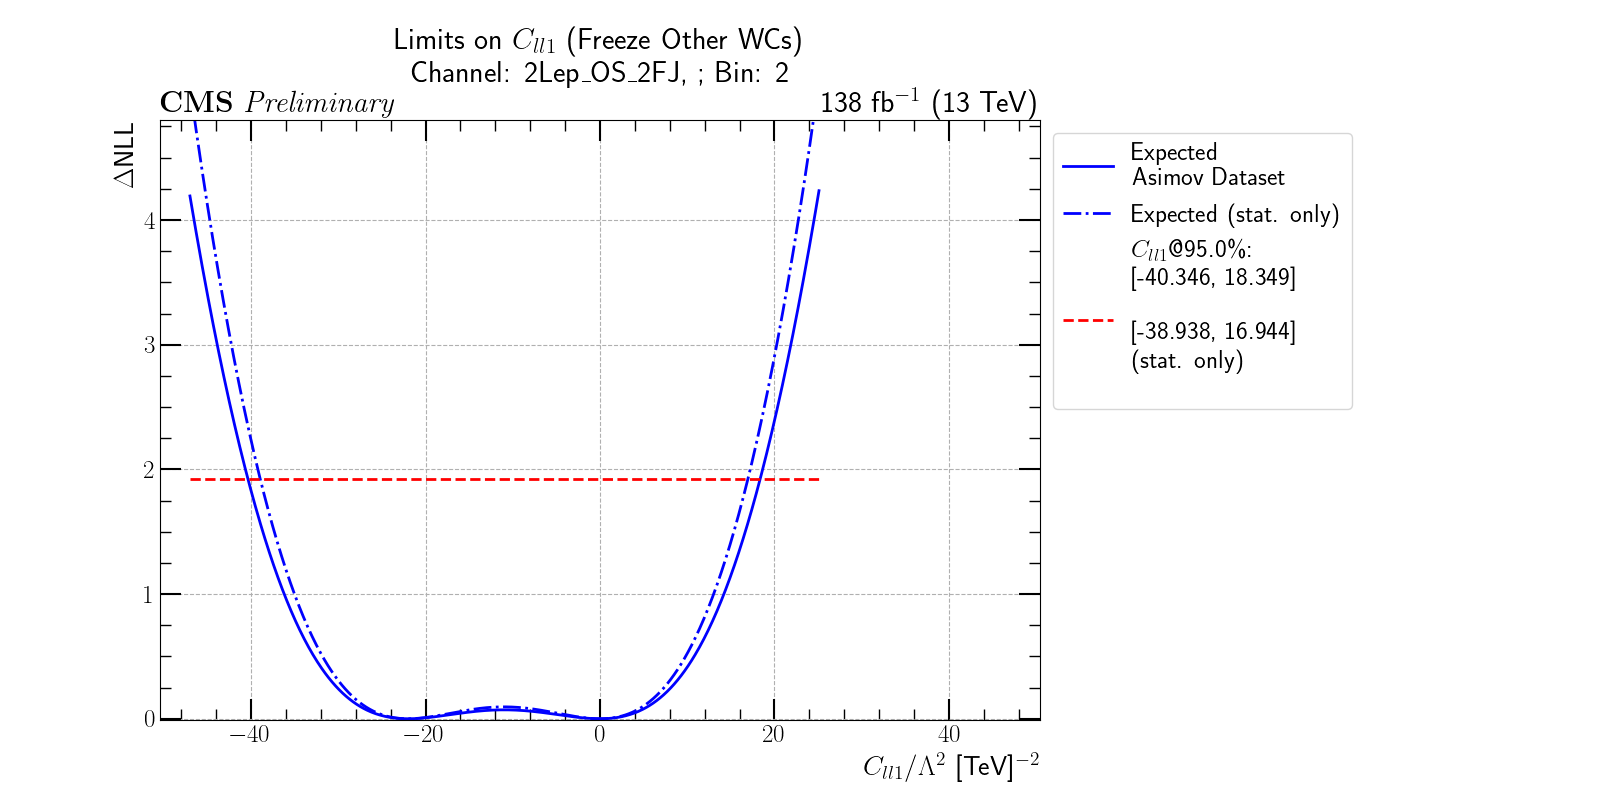 Limits on C_{ll1} (Freeze Other WCs)
Channel: 2Lep_OS_2FJ, ; Bin: 2
CMS Preliminary 138 fb⁻¹ (13 TeV)
ΔNLL
4
3
2
1
0
−40 −20 0 20 40
C_{ll1}/Λ² [TeV]⁻²
Expected
Asimov Dataset
Expected (stat. only)
C_{ll1}@95.0%:
[-40.346, 18.349]
[-38.938, 16.944]
(stat. only)